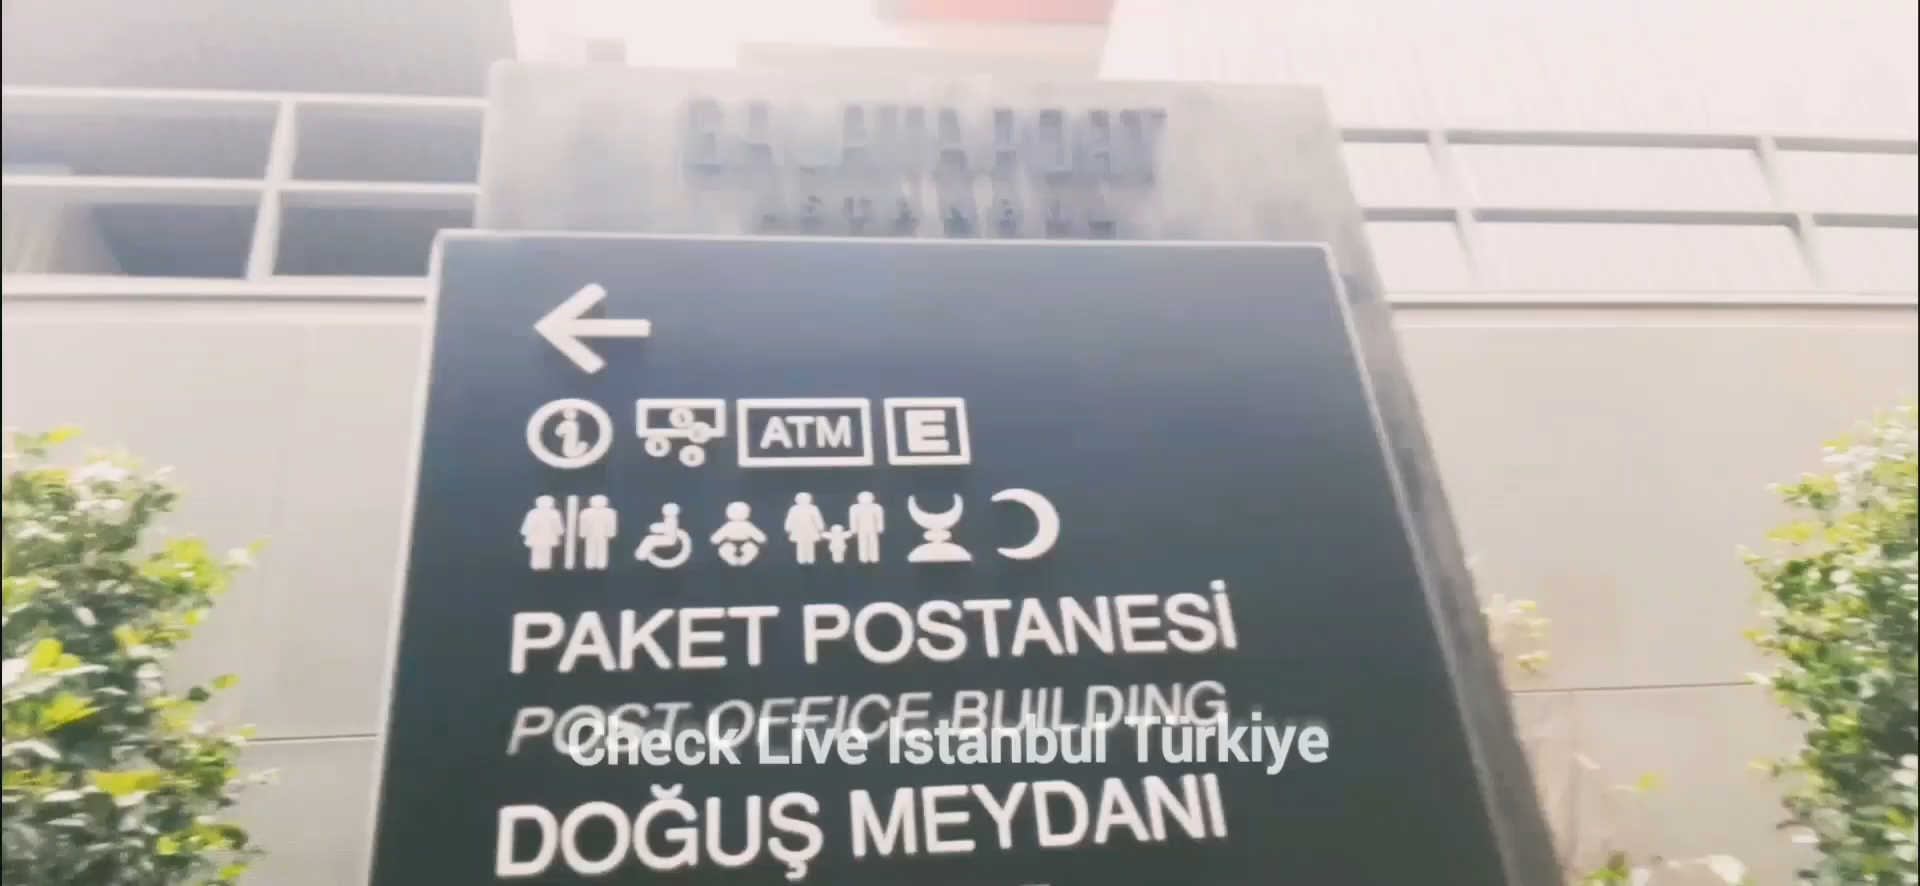 ATM E
PAKET POSTANESİ
POST OFFICE BUILDING
Check Live Istanbul Türkiye
DOĞUŞ MEYDANI